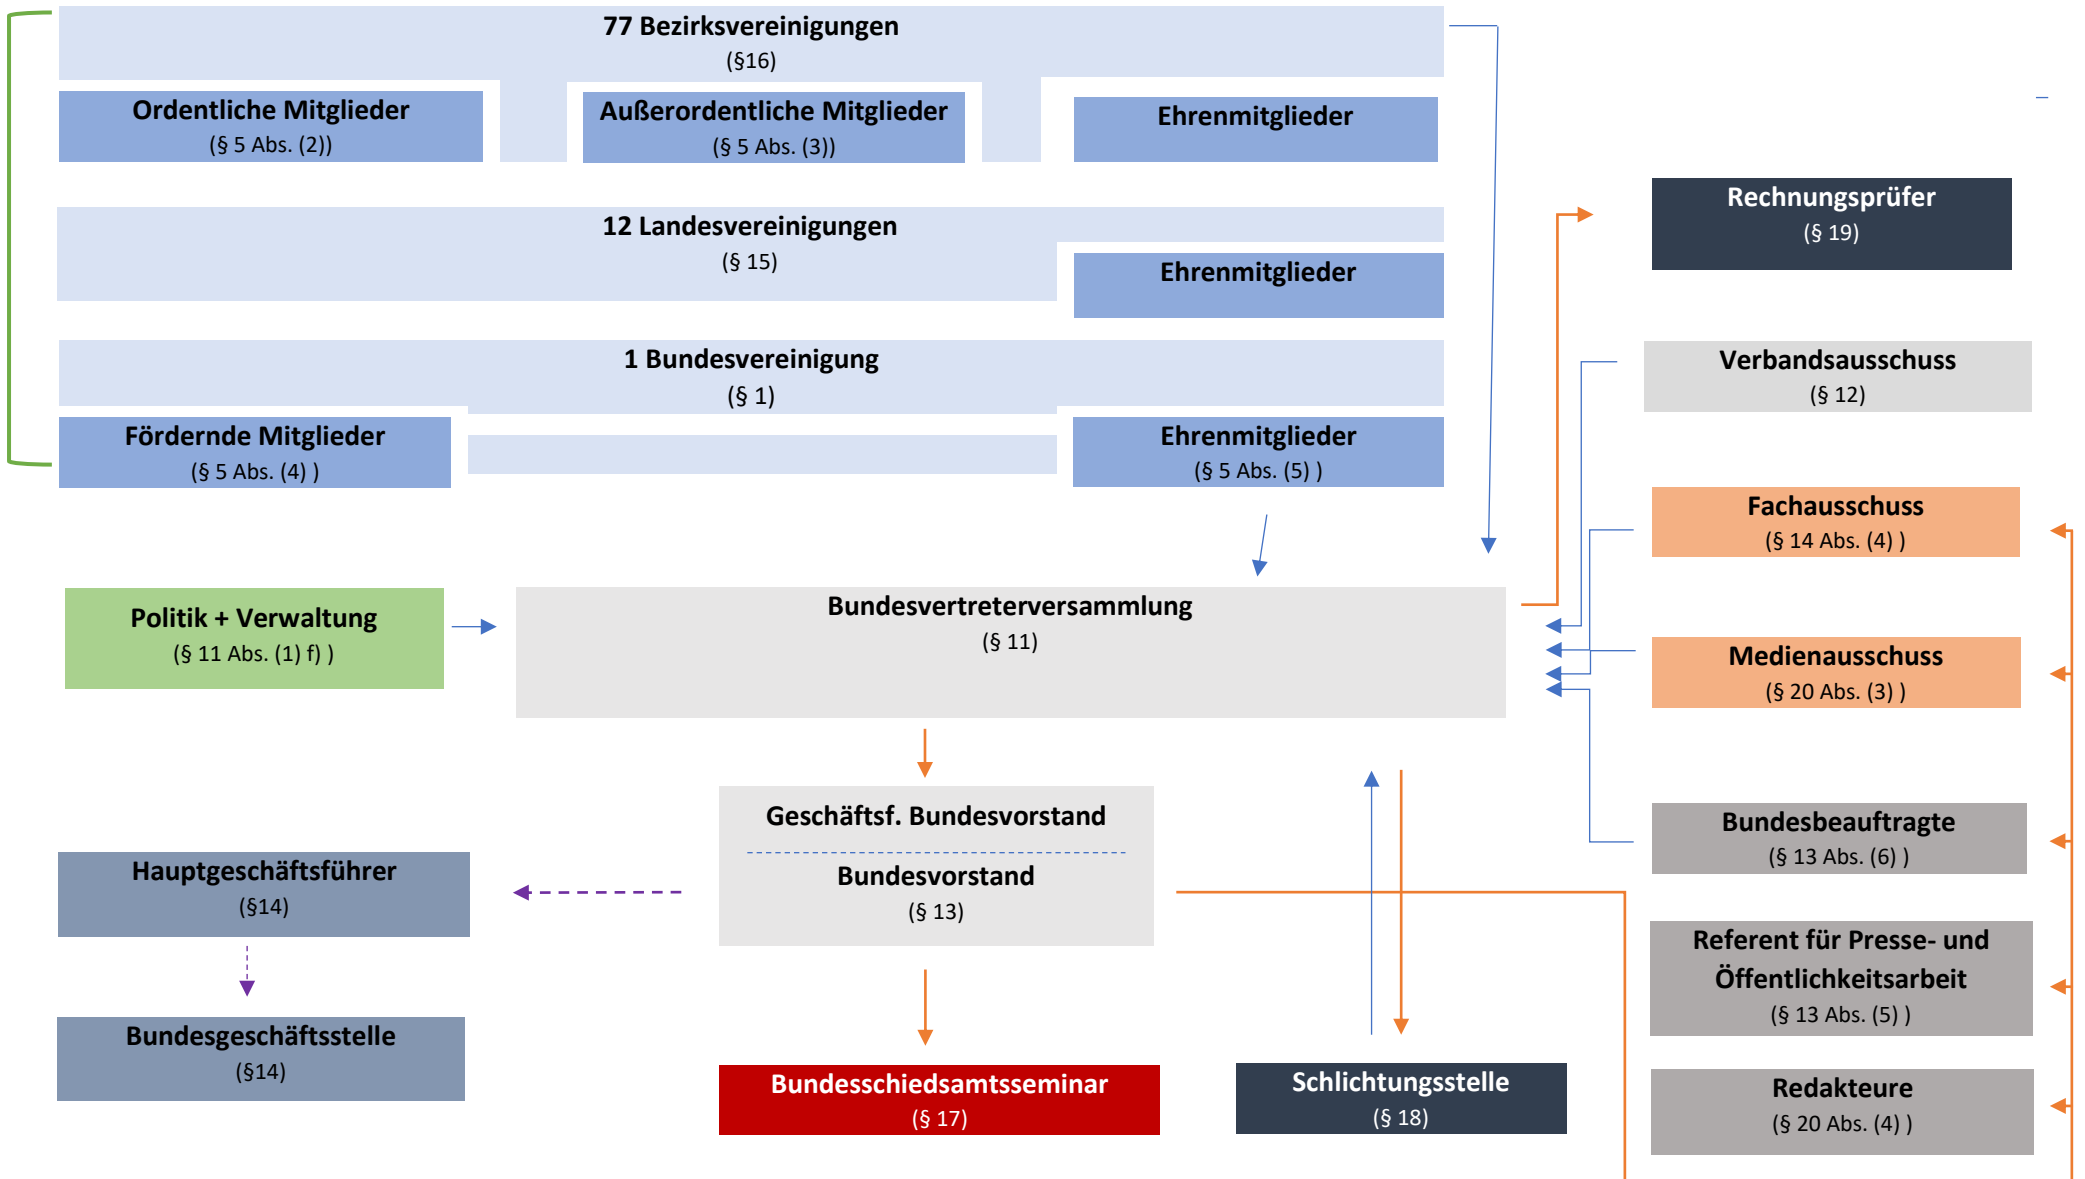 77 Bezirksvereinigungen
(§16)
Ordentliche Mitglieder
(§ 5 Abs. (2))
Außerordentliche Mitglieder
(§ 5 Abs. (3))
Ehrenmitglieder
12 Landesvereinigungen
(§ 15)
Ehrenmitglieder
1 Bundesvereinigung
(§ 1)
Fördernde Mitglieder
(§ 5 Abs. (4) )
Ehrenmitglieder
(§ 5 Abs. (5) )
Politik + Verwaltung
(§ 11 Abs. (1) f) )
Bundesvertreterversammlung
(§ 11)
Geschäftsf. Bundesvorstand
Bundesvorstand
(§ 13)
Hauptgeschäftsführer
(§14)
Bundesgeschäftsstelle
(§14)
Bundesschiedsamtsseminar
(§ 17)
Schlichtungsstelle
(§ 18)
Rechnungsprüfer
(§ 19)
Verbandsausschuss
(§ 12)
Fachausschuss
(§ 14 Abs. (4) )
Medienausschuss
(§ 20 Abs. (3) )
Bundesbeauftragte
(§ 13 Abs. (6) )
Referent für Presse- und
Öffentlichkeitsarbeit
(§ 13 Abs. (5) )
Redakteure
(§ 20 Abs. (4) )